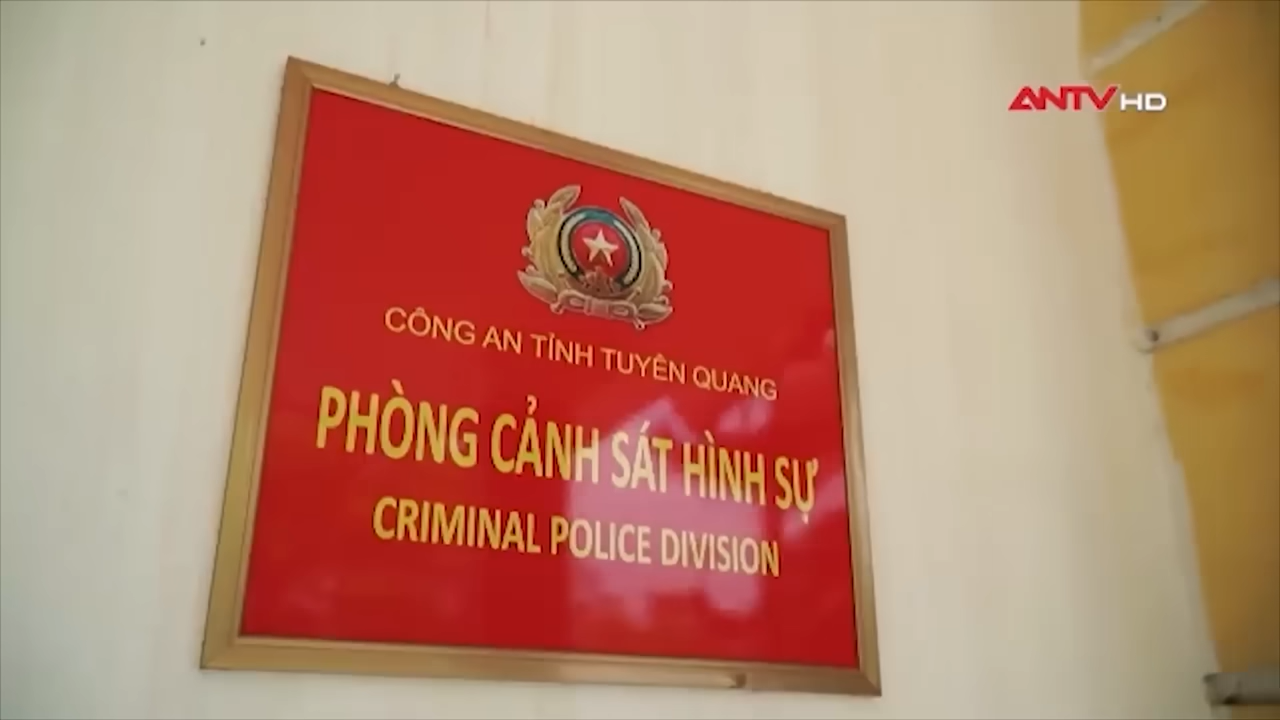 ANTV HD
CÔNG AN TỈNH TUYÊN QUANG
PHÒNG CẢNH SÁT HÌNH SỰ
CRIMINAL POLICE DIVISION